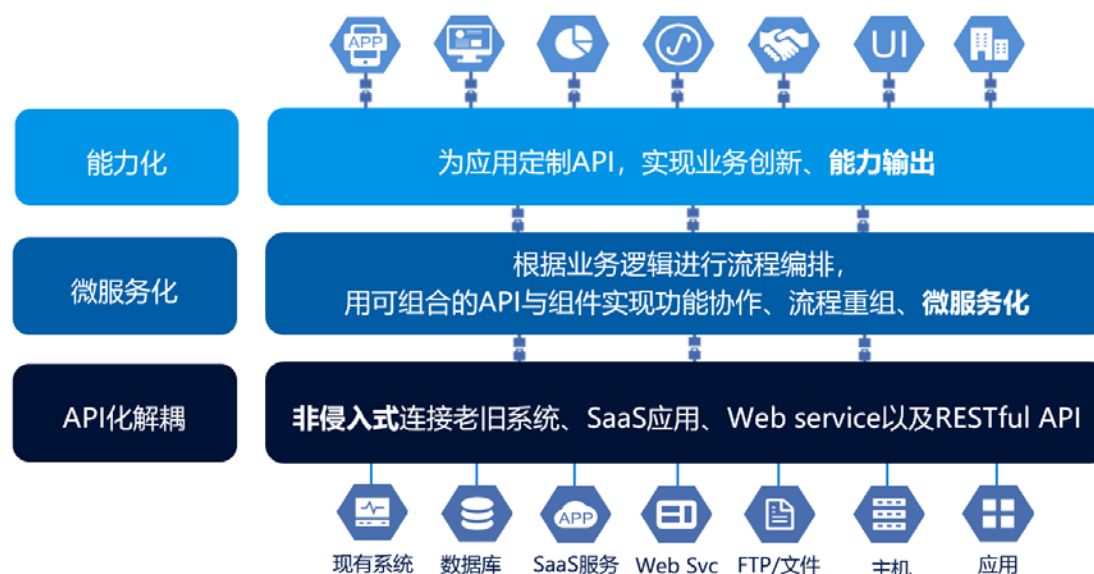 APP
UI
能力化
为应用定制API，实现业务创新、能力输出
微服务化
根据业务逻辑进行流程编排，
用可组合的API与组件实现功能协作、流程重组、微服务化
API化解耦
非侵入式连接老旧系统、SaaS应用、Web service以及RESTful API
APP
现有系统
数据库
SaaS服务
Web Svc
FTP/文件
主机
应用